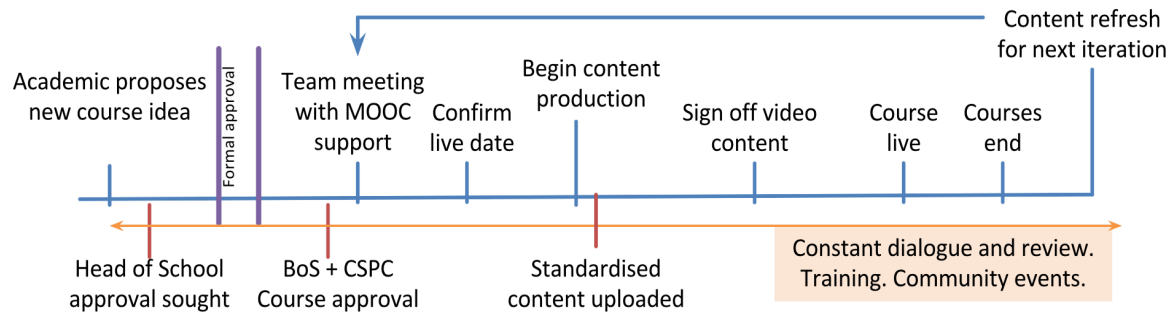 Academic proposes
new course idea
Formal approval
Team meeting
with MOOC
support
Confirm
live date
Begin content
production
Sign off video
content
Course
live
Courses
end
Content refresh
for next iteration
Head of School
approval sought
BoS + CSPC
Course approval
Standardised
content uploaded
Constant dialogue and review.
Training. Community events.